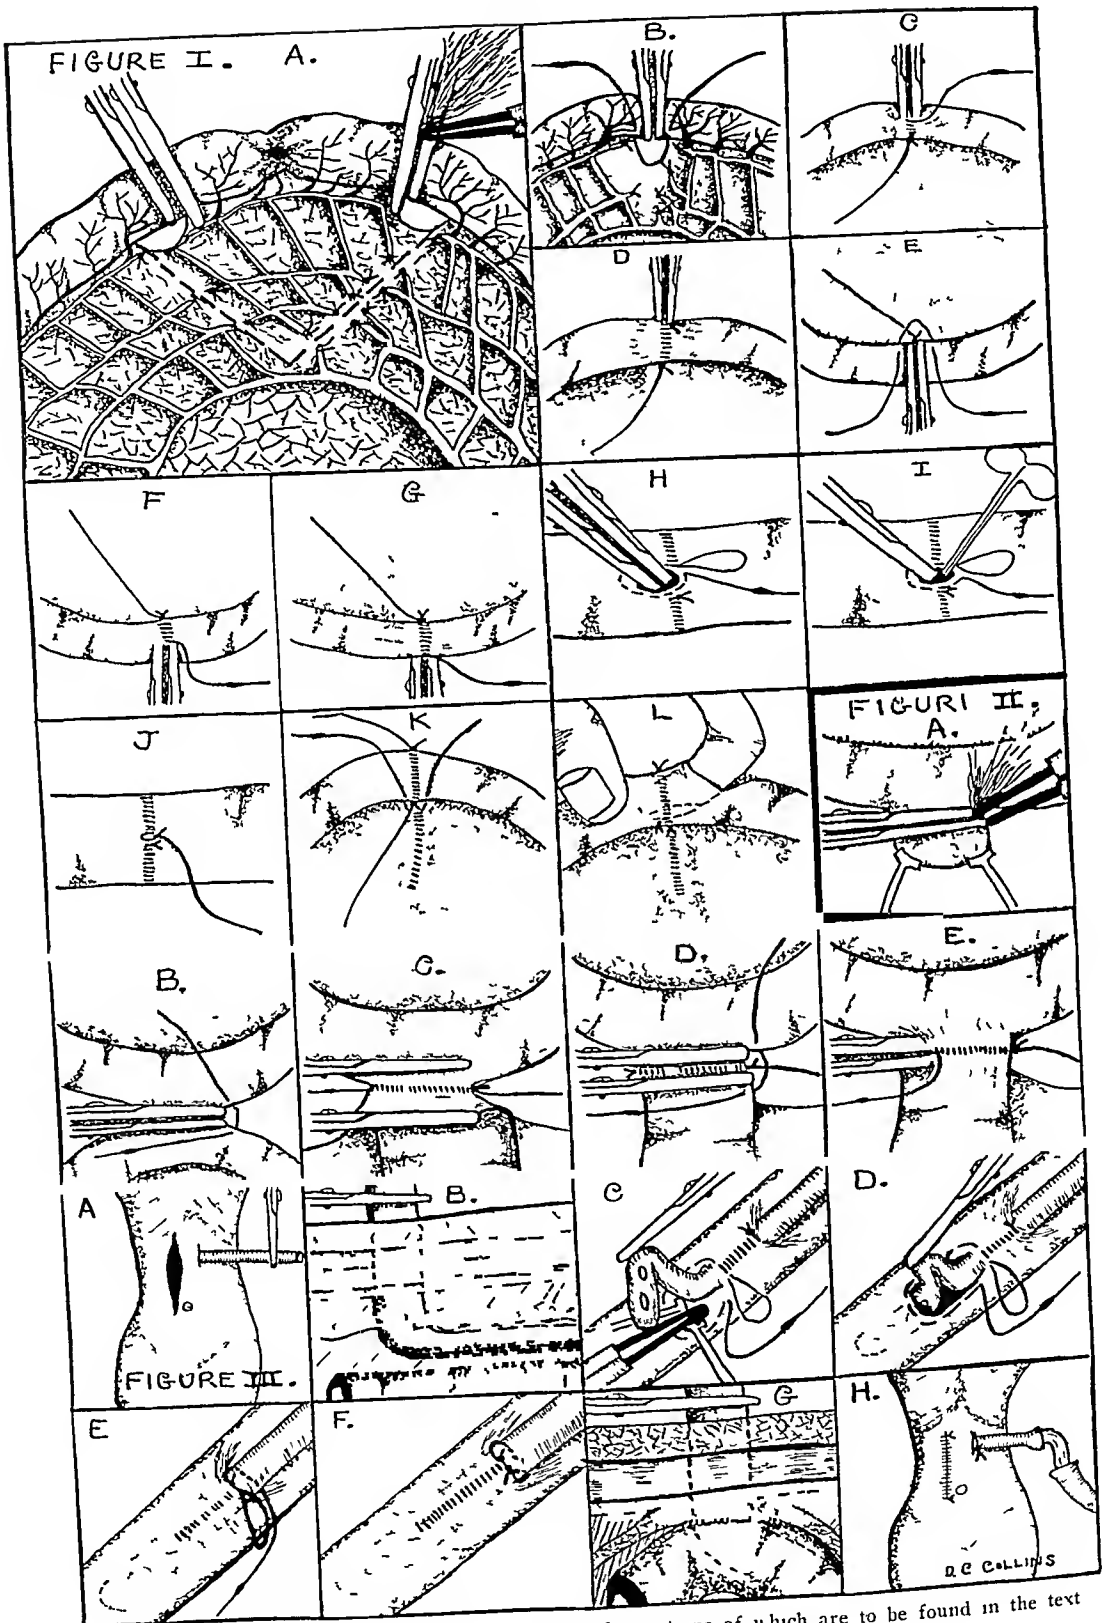 FIGURE I. A.
B.
C
D
E
F
G
H
I
J
K
L
FIGURI II.
A.
B.
C.
D.
E.
A
FIGURE III.
B.
C
D.
E
F.
G
H.
D C COLLINS
of which are to be found in the text